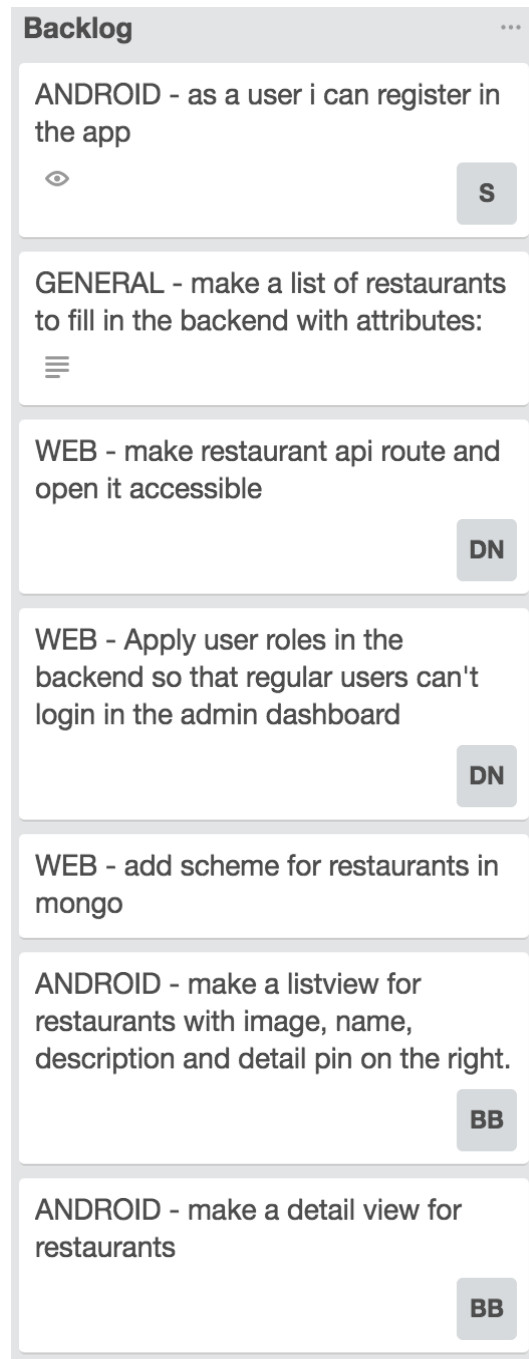 Backlog
ANDROID - as a user i can register in
the app
S
GENERAL - make a list of restaurants
to fill in the backend with attributes:
WEB - make restaurant api route and
open it accessible
DN
WEB - Apply user roles in the
backend so that regular users can't
login in the admin dashboard
DN
WEB - add scheme for restaurants in
mongo
ANDROID - make a listview for
restaurants with image, name,
description and detail pin on the right.
BB
ANDROID - make a detail view for
restaurants
BB